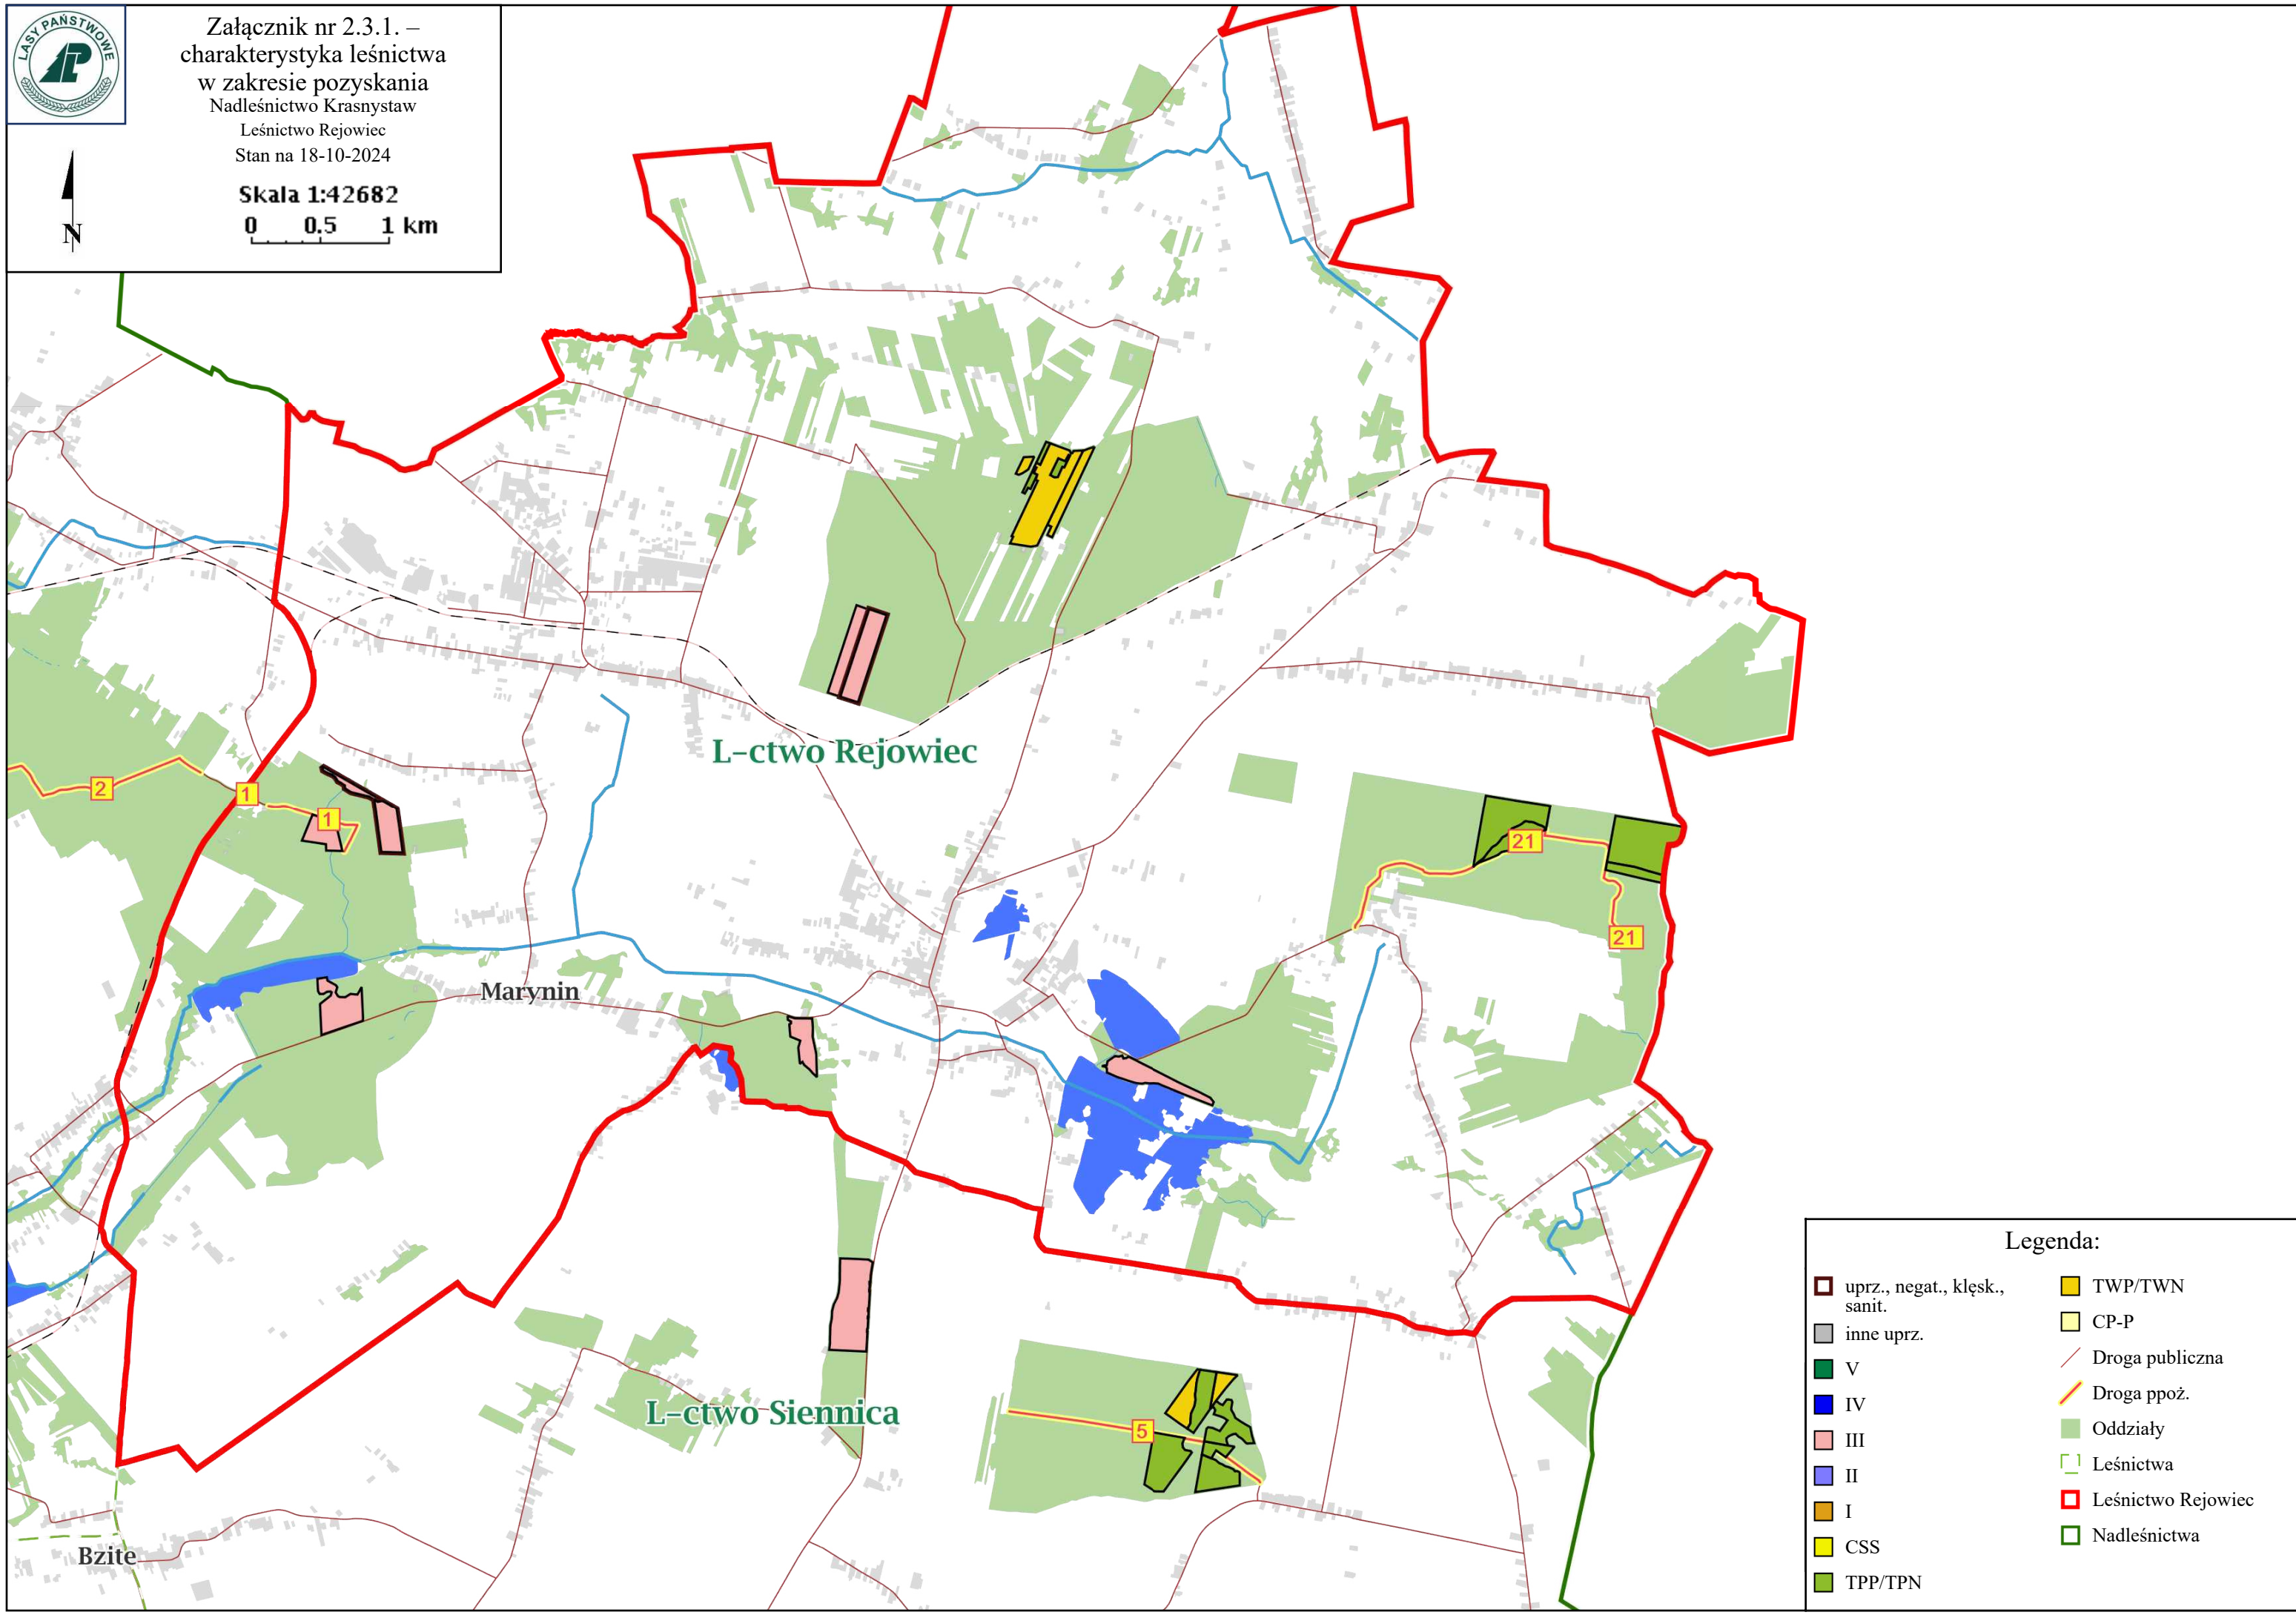 LASY PAŃSTWOWE
Załącznik nr 2.3.1. –
charakterystyka leśnictwa
w zakresie pozyskania
Nadleśnictwo Krasnystaw
Leśnictwo Rejowiec
Stan na 18-10-2024
Skala 1:42682
0 0.5 1 km
N
L-ctwo Rejowiec
2
1
1
21
21
Marynin
L-ctwo Siennica
5
Bzite
Legenda:
uprz., negat., klęsk.,
sanit.
inne uprz.
V
IV
III
II
I
CSS
TPP/TPN
TWP/TWN
CP-P
Droga publiczna
Droga ppoż.
Oddziały
Leśnictwa
Leśnictwo Rejowiec
Nadleśnictwa